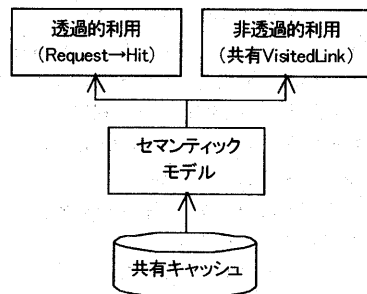 透過的利用
(Request→Hit)
非透過的利用
(共有VisitedLink)
セマンティック
モデル
共有キャッシュ